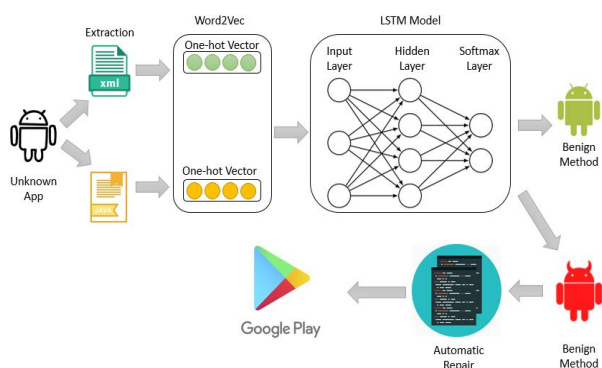 Word2Vec
LSTM Model
Extraction
One-hot Vector
Input
Layer
Hidden
Layer
Softmax
Layer
xml
Unknown
App
JAVA
One-hot Vector
Benign
Method
Google Play
Automatic
Repair
Benign
Method